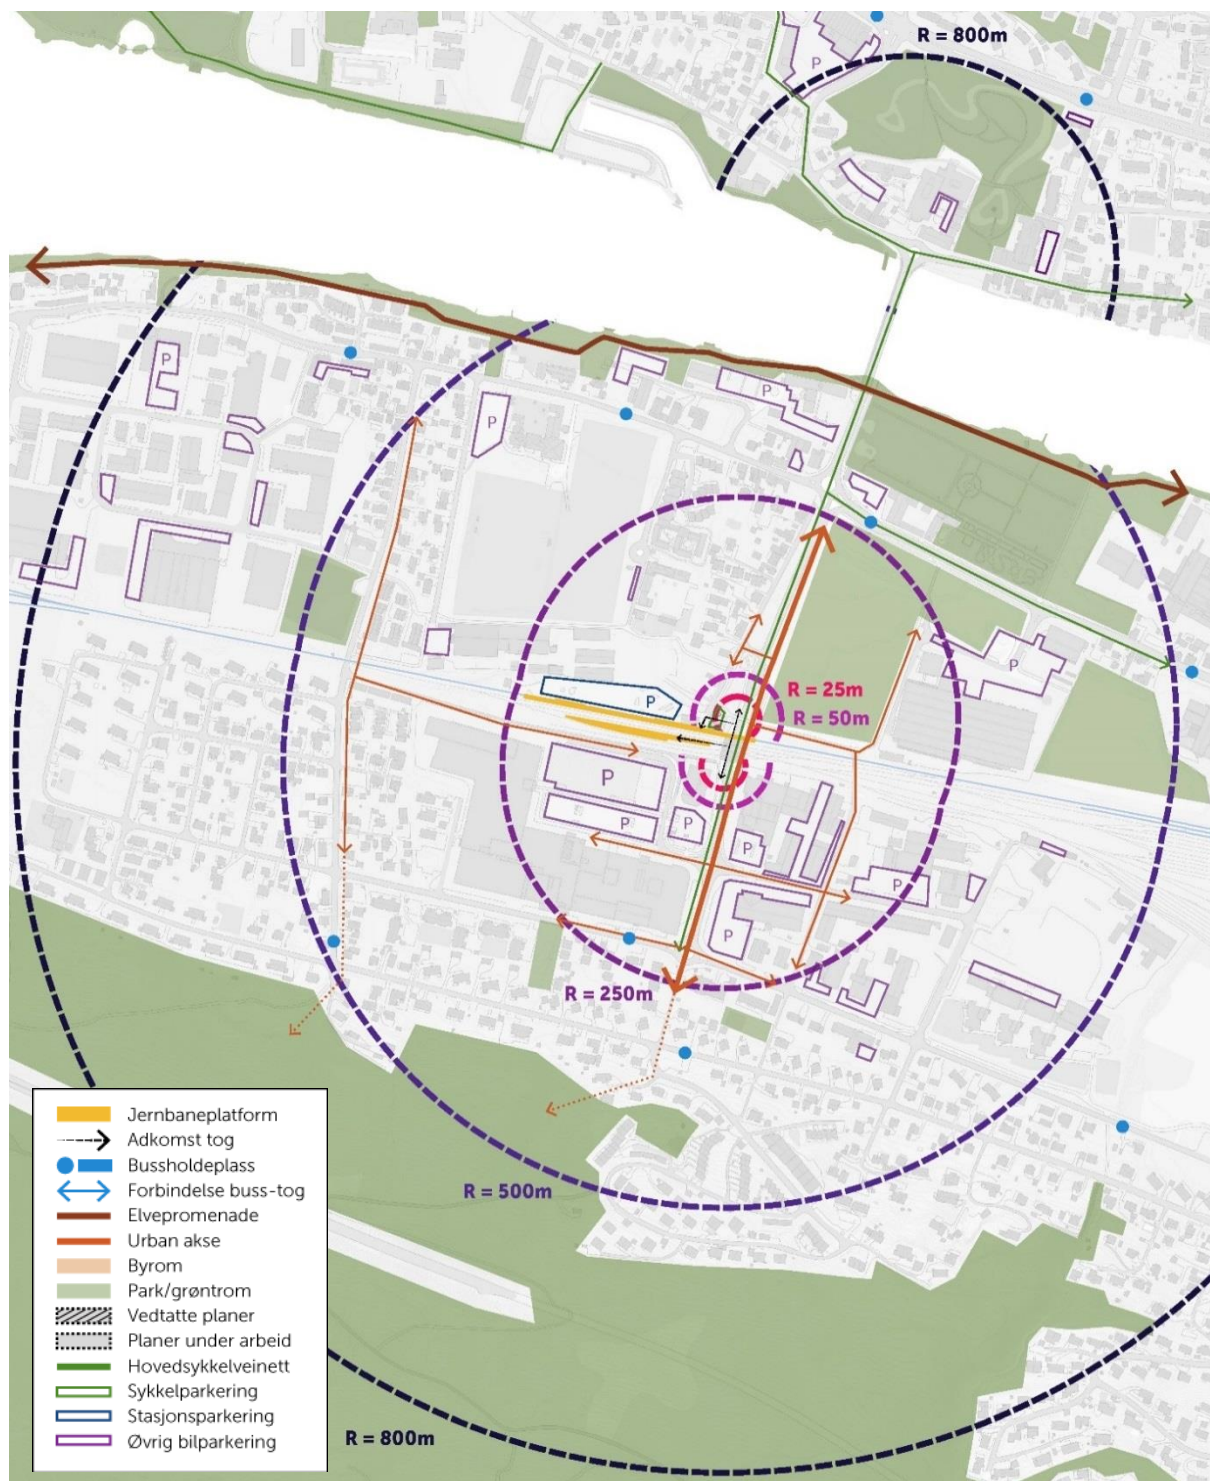 R = 800m
P
P
P
P
R = 25m
P
P
R = 50m
P
P
P
P
P
P
R = 250m
R = 500m
Jernbaneplatform
Adkomst tog
Bussholdeplass
Forbindelse buss-tog
Elvepromenade
Urban akse
Byrom
Park/grøntrom
Vedtatte planer
Planer under arbeid
Hovedsykkelveinett
Sykkelparkering
Stasjonsparkering
Øvrig bilparkering
R = 800m